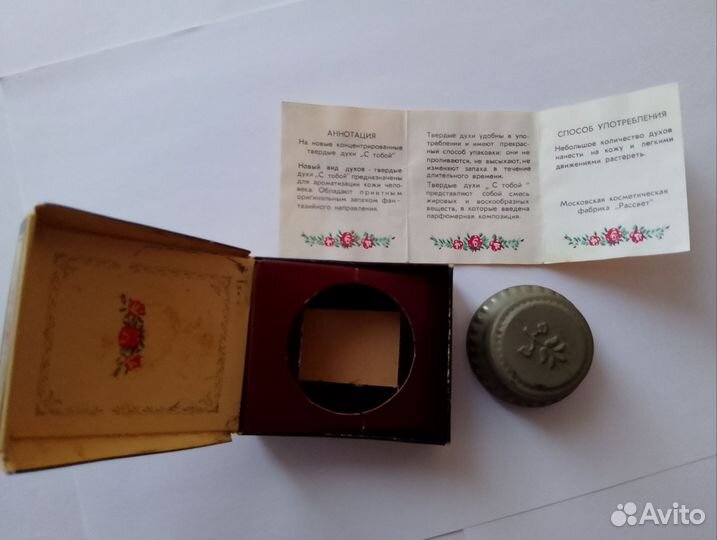 АННОТАЦИЯ
На новые концентрированные
твердые духи „С тобой"
Новый вид духов - твердые
духи „С тобой" предназначены
для ароматизации кожи чело-
века. Обладают приятным
оригинальным запахом фан-
тазийного направления.
Твердые духи удобны в упо-
треблении и имеют прекрас-
ный способ упаковки: они не
проливаются, не высыхают, не
изменяют запаха в течение
длительного времени.
Твердые духи „ С тобой "
представляют собой смесь
жировых и воскообразных
веществ, в которые введена
парфюмерная композиция.
СПОСОБ УПОТРЕБЛЕНИЯ
Небольшое количество духов
нанести на кожу и легкими
движениями растереть.
Московская косметическая
фабрика „Рассвет"
Avito